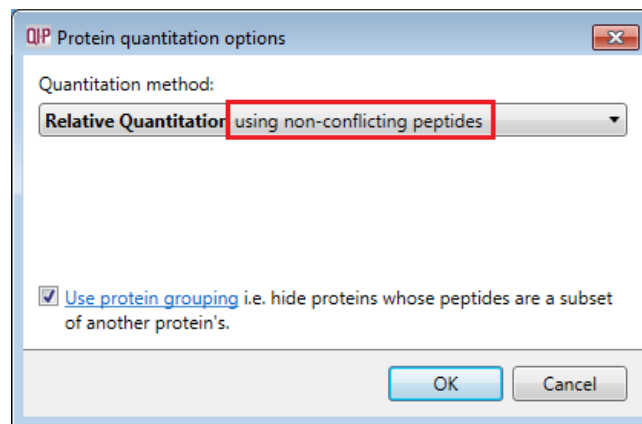 QIP Protein quantitation options
Quantitation method:
Relative Quantitation using non-conflicting peptides
Use protein grouping i.e. hide proteins whose peptides are a subset
of another protein's.
OK Cancel